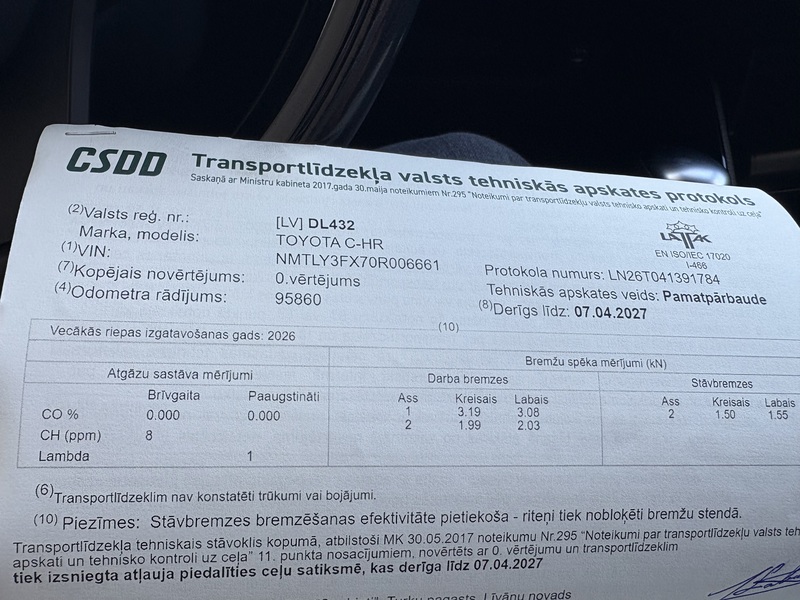 CSDD
Transportlīdzekļa valsts tehniskās apskates protokols
Saskaņā ar Ministru kabineta 2017.gada 30.maija noteikumiem Nr.295 "Noteikumi par transportlīdzekļu valsts tehnisko apskati un tehnisko kontroli uz ceļa"
(2)Valsts reģ. nr.: [LV] DL432
Marka, modelis: TOYOTA C-HR
(1)VIN: NMTLY3FX70R006661
(7)Kopējais novērtējums: 0.vērtējums
(4)Odometra rādījums: 95860
LATAK
EN ISO/IEC 17020
I-466
Protokola numurs: LN26T041391784
Tehniskās apskates veids: Pamatpārbaude
(8)Derīgs līdz: 07.04.2027
Vecākās riepas izgatavošanas gads: 2026
(10)
Atgāzu sastāva mērījumi
Brīvgaita Paaugstināti
CO % 0.000 0.000
CH (ppm) 8
Lambda 1
Bremžu spēka mērījumi (kN)
Darba bremzes
Ass Kreisais Labais
1 3.19 3.08
2 1.99 2.03
Stāvbremzes
Ass Kreisais Labais
2 1.50 1.55
(6)Transportlīdzeklim nav konstatēti trūkumi vai bojājumi.
(10) Piezīmes: Stāvbremzes bremzēšanas efektivitāte pietiekoša - riteņi tiek nobloķēti bremžu stendā.
Transportlīdzekļa tehniskais stāvoklis kopumā, atbilstoši MK 30.05.2017 noteikumu Nr.295 "Noteikumi par transportlīdzekļu valsts teh
apskati un tehnisko kontroli uz ceļa" 11. punkta nosacījumiem, novērtēts ar 0. vērtējumu un transportlīdzeklim
tiek izsniegta atļauja piedalīties ceļu satiksmē, kas derīga līdz 07.04.2027
Turku pagasts, Līvānu novads